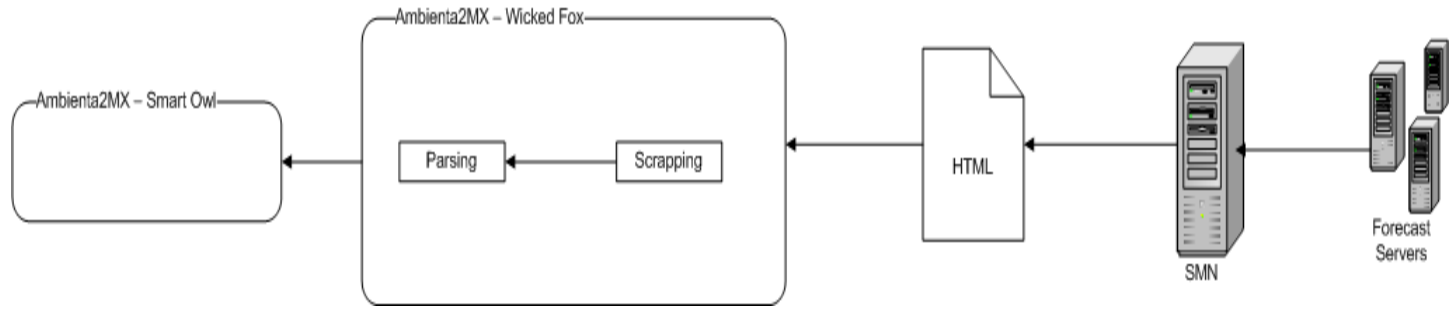 Ambienta2MX – Wicked Fox
Ambienta2MX – Smart Owl
Parsing
Scrapping
HTML
SMN
Forecast
Servers